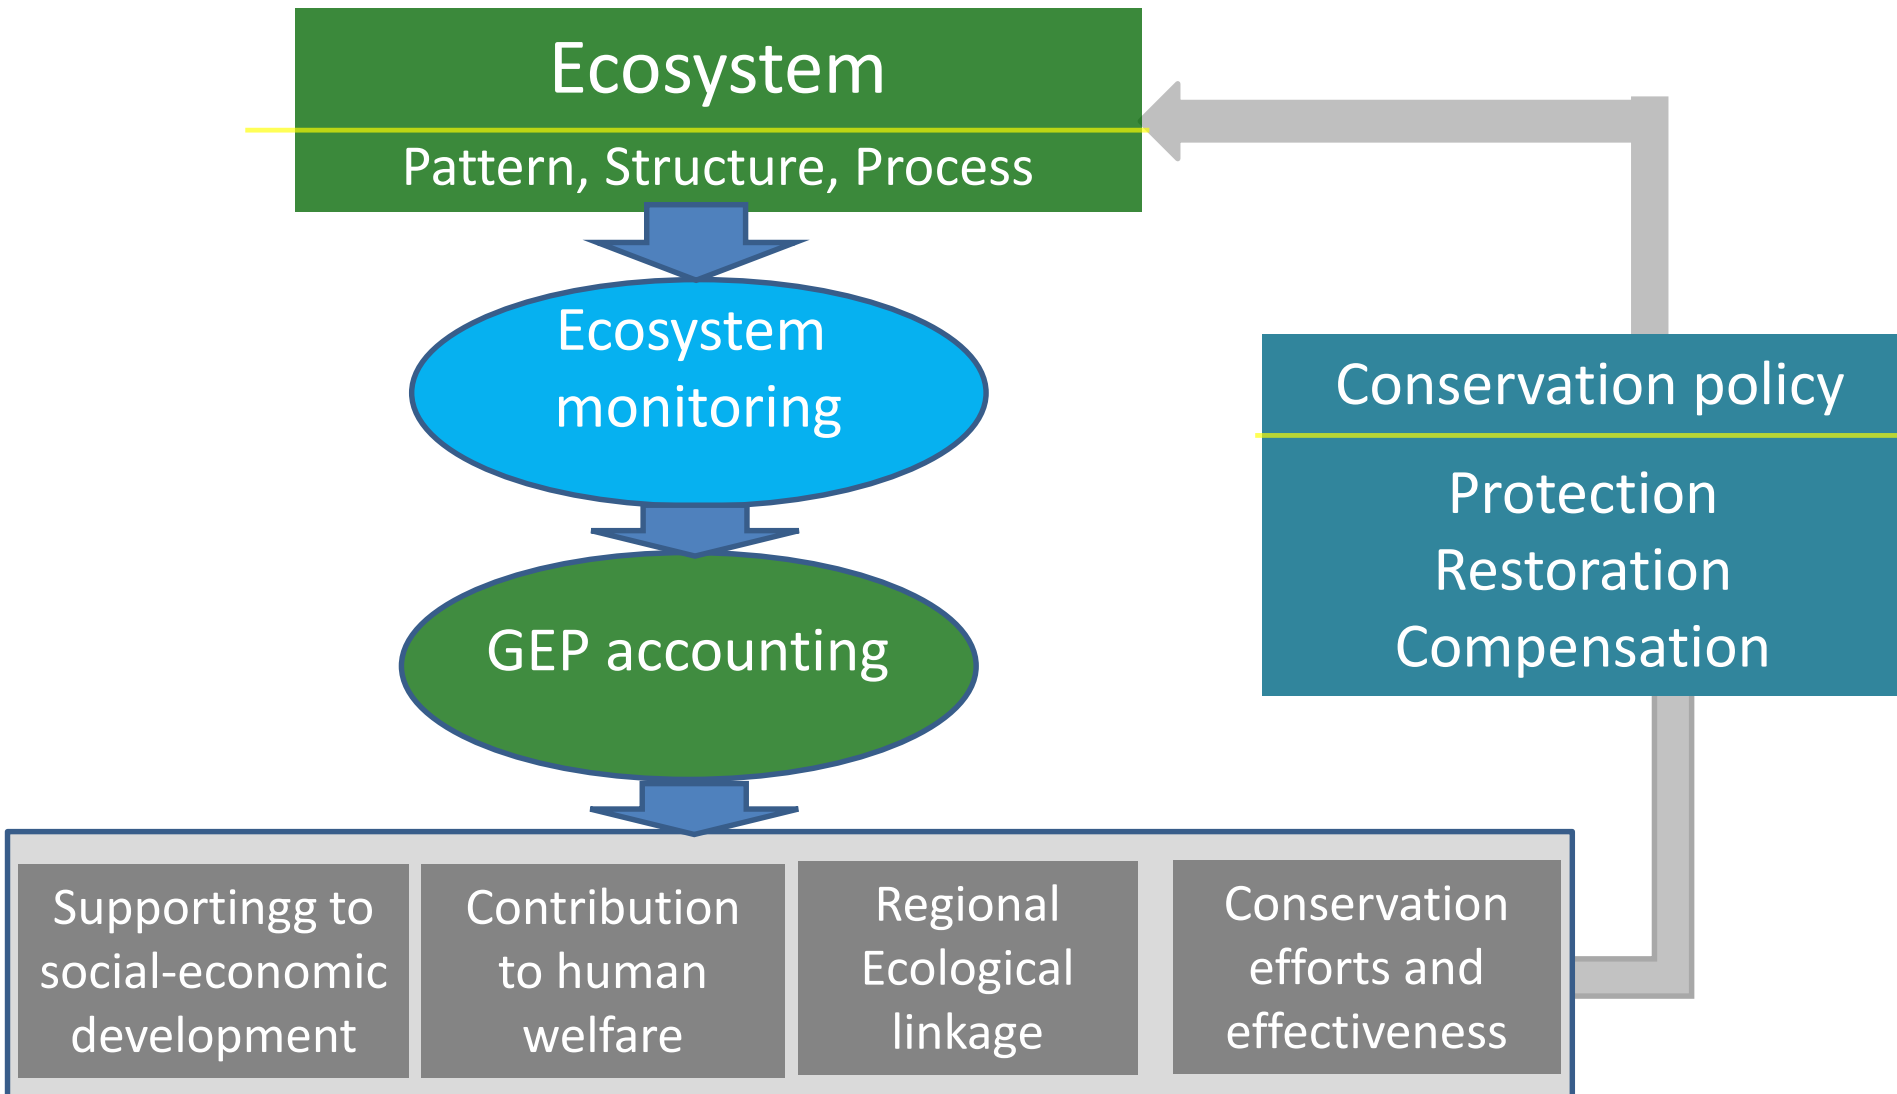 Ecosystem
Pattern, Structure, Process
Ecosystem
monitoring
GEP accounting
Conservation policy
Protection
Restoration
Compensation
Supportingg to
social-economic
development
Contribution
to human
welfare
Regional
Ecological
linkage
Conservation
efforts and
effectiveness